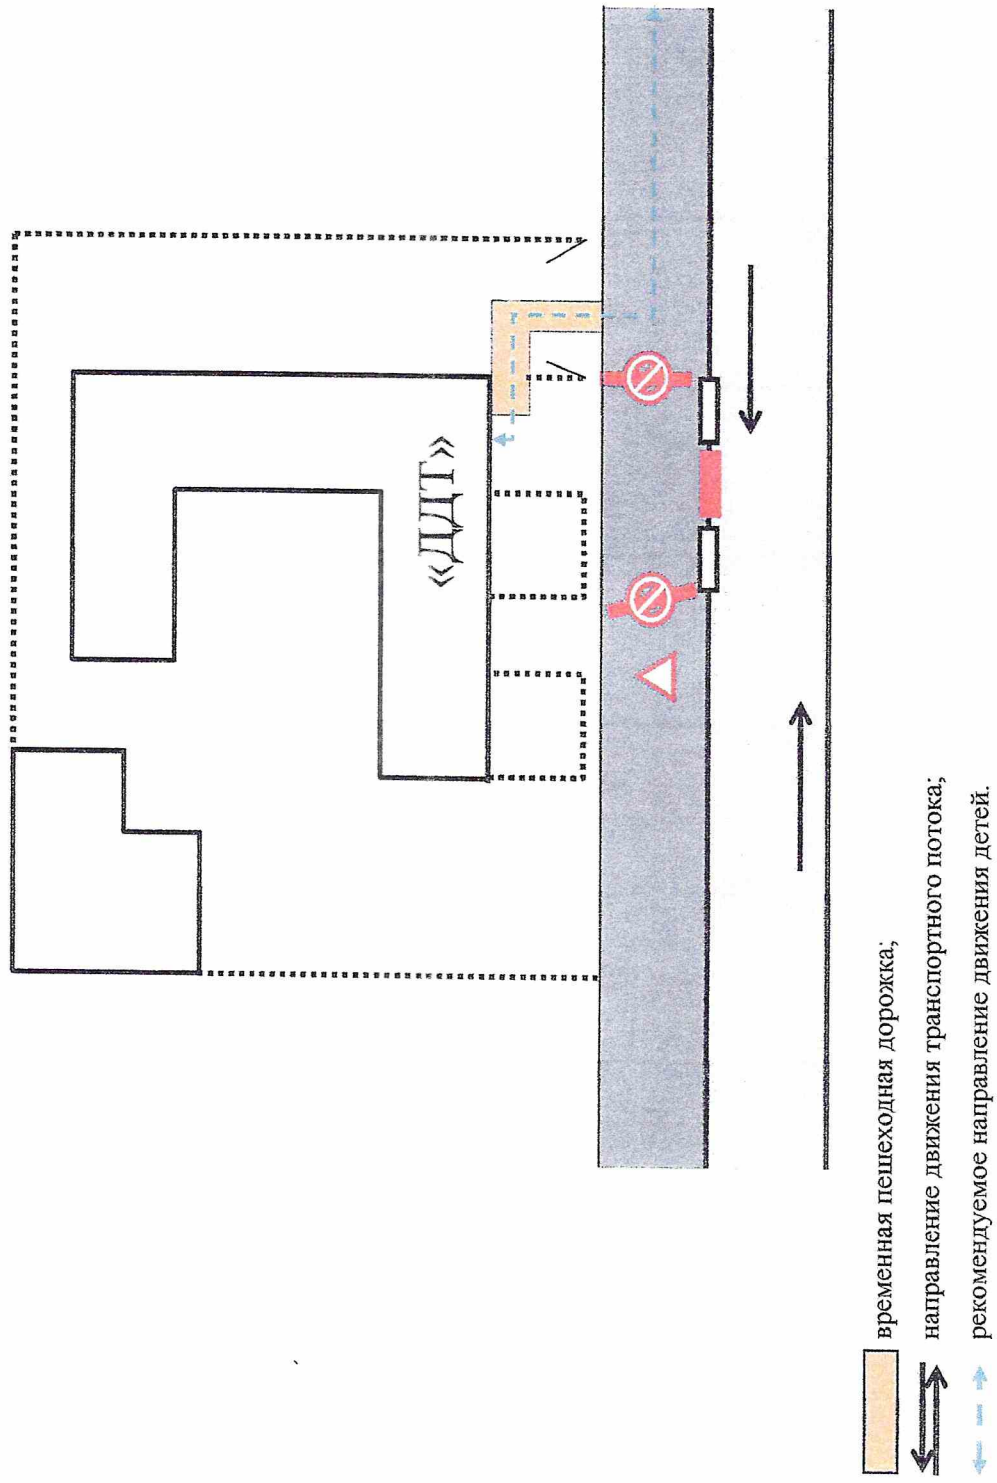 «ДДТ»
временная пешеходная дорожка;
направление движения транспортного потока;
рекомендуемое направление движения детей.